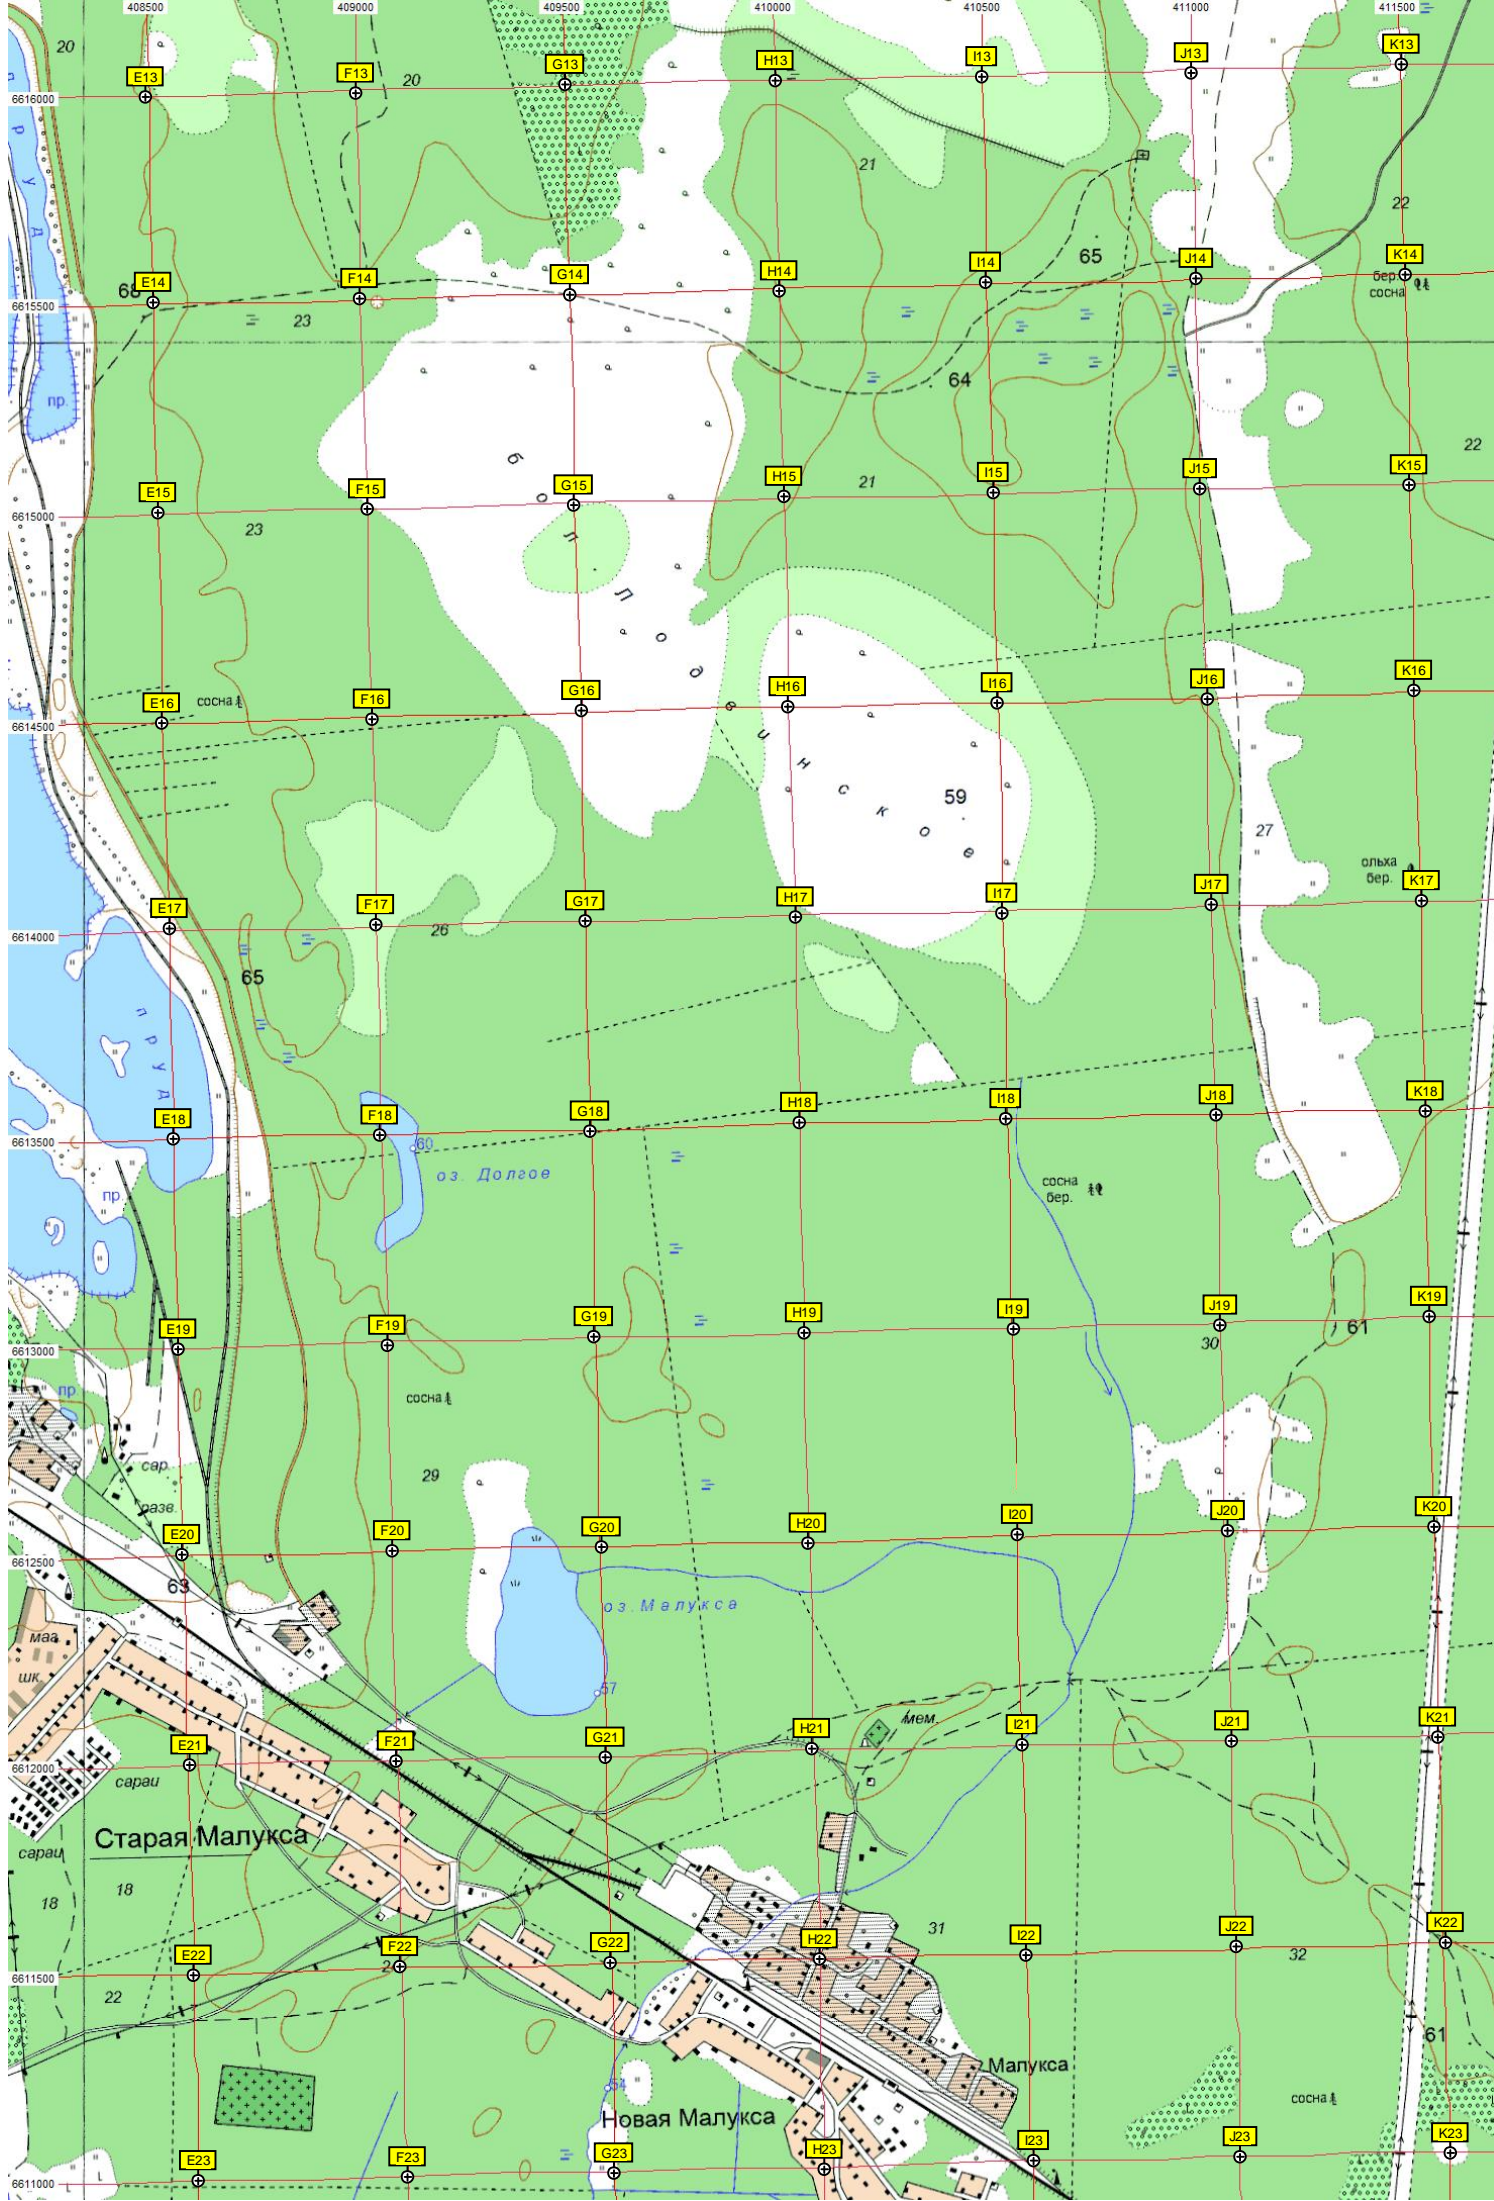 408500 409000 409500 410000 410500 411000 411500
20
E13 F13 G13 H13 I13 J13 K13
20
6616000
пруд
21
22
65
E14 F14 G14 H14 I14 J14 K14
68
бер.
сосна
6615500
23
64
пр.
22
E15 F15 G15 H15 I15 J15 K15
21
6615000
23
бол. Лодвинское
E16 F16 G16 H16 I16 J16 K16
сосна
6614500
59
27
ольха
бер.
E17 F17 G17 H17 I17 J17 K17
6614000
26
65
пруд
E18 F18 G18 H18 I18 J18 K18
6613500
60
оз. Долгое
сосна
бер.
пр.
E19 F19 G19 H19 I19 J19 K19
61
6613000
30
пр.
сосна
сар.
29
разв.
E20 F20 G20 H20 I20 J20 K20
6612500
63
оз. Малукса
маг.
шк.
57
мем.
E21 F21 G21 H21 I21 J21 K21
6612000
сараи
Старая Малукса
сараи
18 18
31
E22 F22 G22 H22 I22 J22 K22
32
6611500
22
61
Малукса
54
сосна
Новая Малукса
E23 F23 G23 H23 I23 J23 K23
6611000